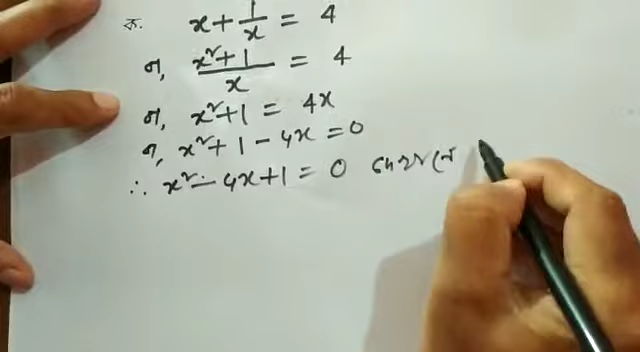 ক. x + 1/x = 4
বা, (x² + 1)/x = 4
বা, x² + 1 = 4x
বা, x² + 1 - 4x = 0
∴ x² - 4x + 1 = 0